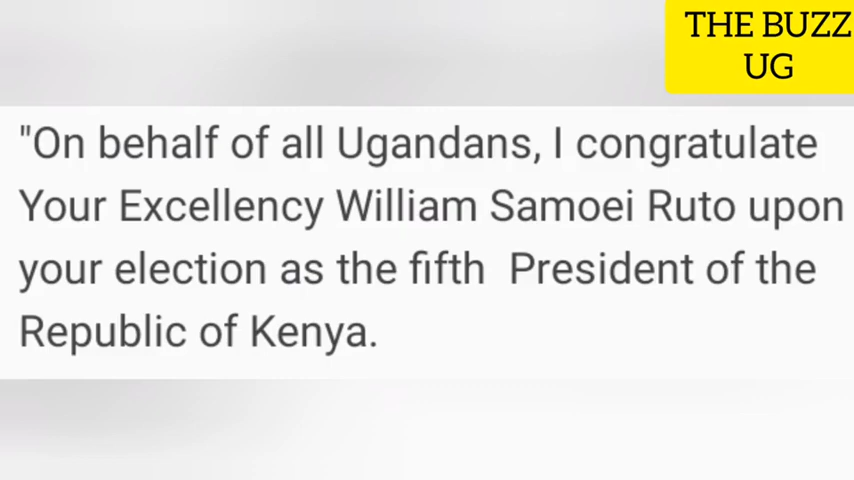 THE BUZZ
UG
"On behalf of all Ugandans, I congratulate
Your Excellency William Samoei Ruto upon
your election as the fifth  President of the
Republic of Kenya.